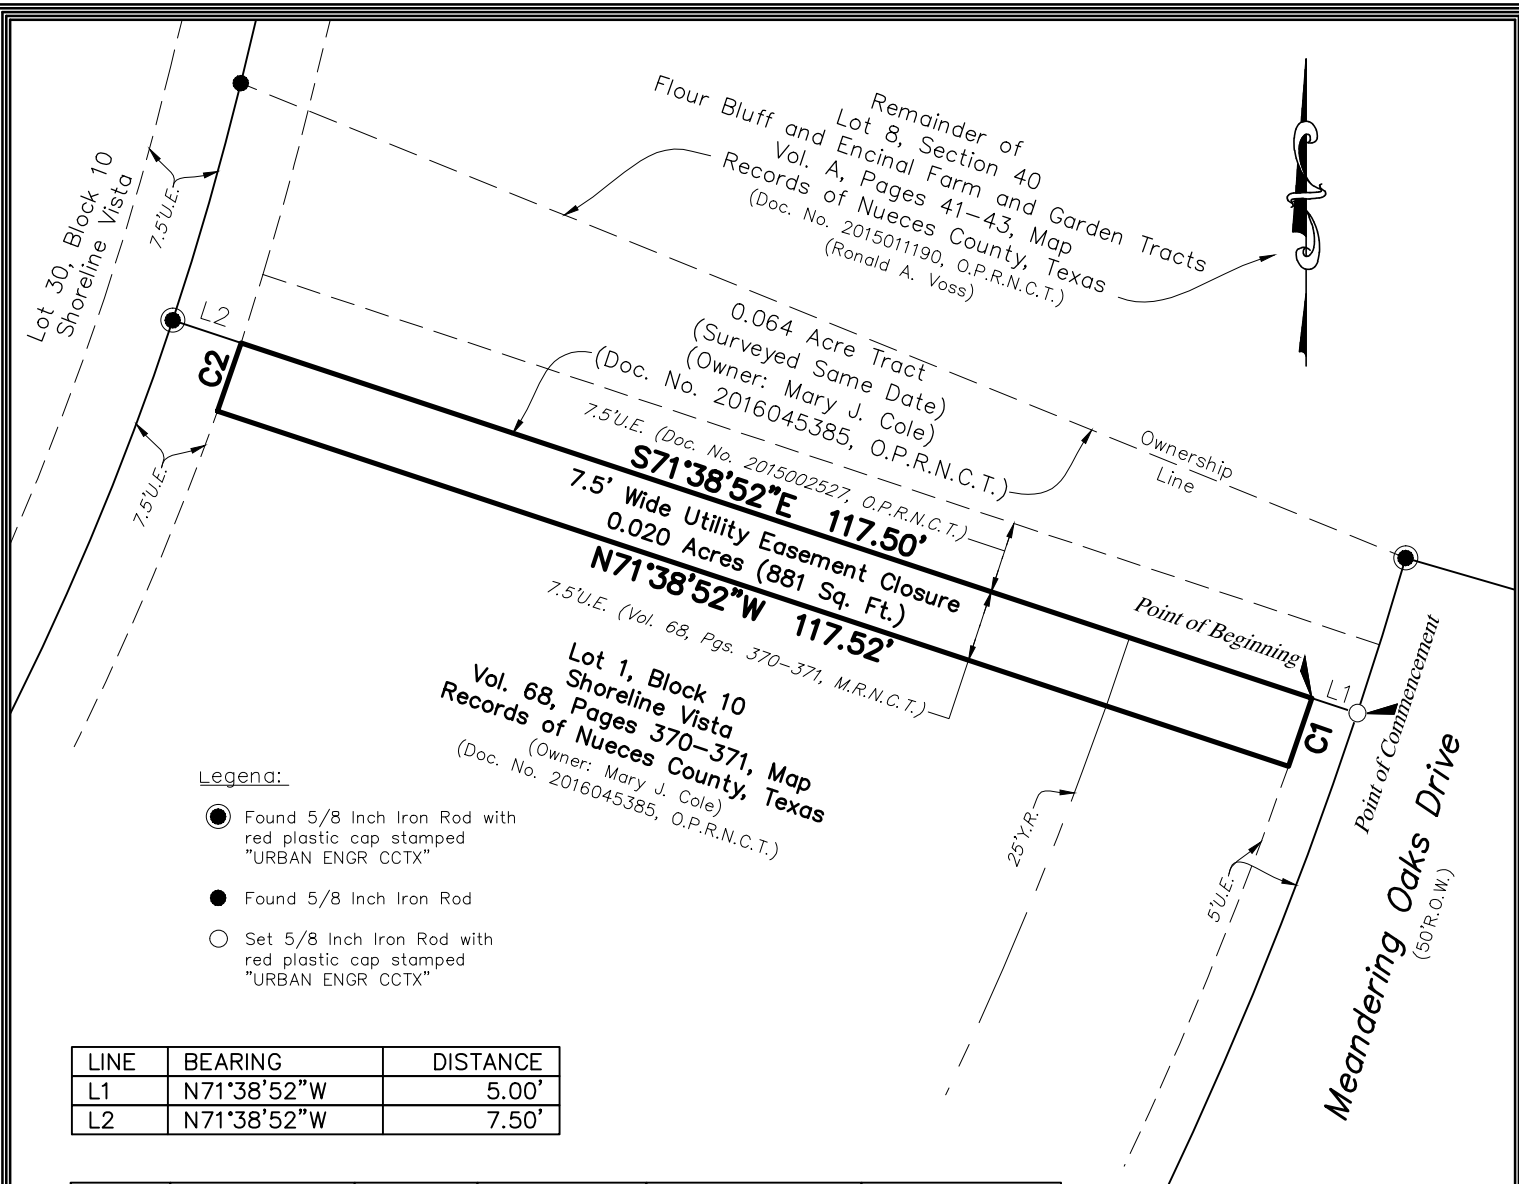 Remainder of
Lot 8, Section 40
Flour Bluff and Encinal Farm and Garden Tracts
Vol. A, Pages 41-43, Map
Records of Nueces County, Texas
(Doc. No. 2015011190, O.P.R.N.C.T.)
(Ronald A. Voss)
Lot 30, Block 10
Shoreline Vista
7.5'U.E.
L2
C2
7.5'U.E.
0.064 Acre Tract
(Surveyed Same Date)
(Owner: Mary J. Cole)
(Doc. No. 2016045385, O.P.R.N.C.T.)
Ownership
Line
7.5'U.E. (Doc. No. 2015002527, O.P.R.N.C.T.)
S71°38'52"E 117.50'
7.5' Wide Utility Easement Closure
0.020 Acres (881 Sq. Ft.)
N71°38'52"W 117.52'
7.5'U.E. (Vol. 68, Pgs. 370-371, M.R.N.C.T.)
Point of Beginning
L1
C1
Point of Commencement
Lot 1, Block 10
Shoreline Vista
Vol. 68, Pages 370-371, Map
Records of Nueces County, Texas
(Owner: Mary J. Cole)
(Doc. No. 2016045385, O.P.R.N.C.T.)
25'Y.R.
5'U.E.
Meandering Oaks Drive
(50'R.O.W.)
Legend:
Found 5/8 Inch Iron Rod with
red plastic cap stamped
"URBAN ENGR CCTX"
Found 5/8 Inch Iron Rod
Set 5/8 Inch Iron Rod with
red plastic cap stamped
"URBAN ENGR CCTX"
LINE BEARING DISTANCE
L1 N71°38'52"W 5.00'
L2 N71°38'52"W 7.50'